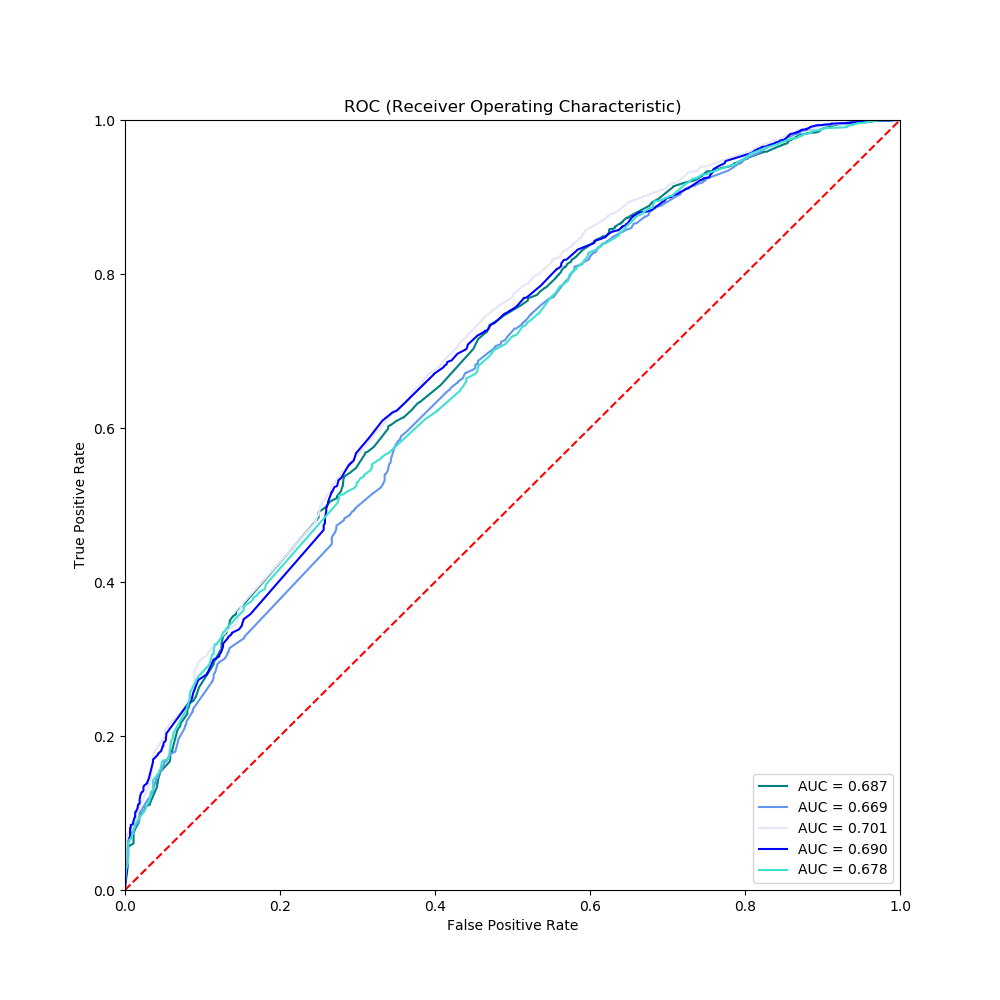 ROC (Receiver Operating Characteristic)
1.0
0.8
0.6
0.4
0.2
0.0
True Positive Rate
0.0 0.2 0.4 0.6 0.8 1.0
False Positive Rate
AUC = 0.687
AUC = 0.669
AUC = 0.701
AUC = 0.690
AUC = 0.678